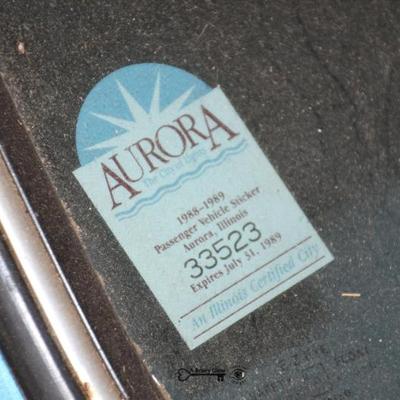 AURORA
The City of Lights
1988-1989
Passenger Vehicle Sticker
Aurora, Illinois
33523
Expires July 31, 1989
An Illinois Certified City